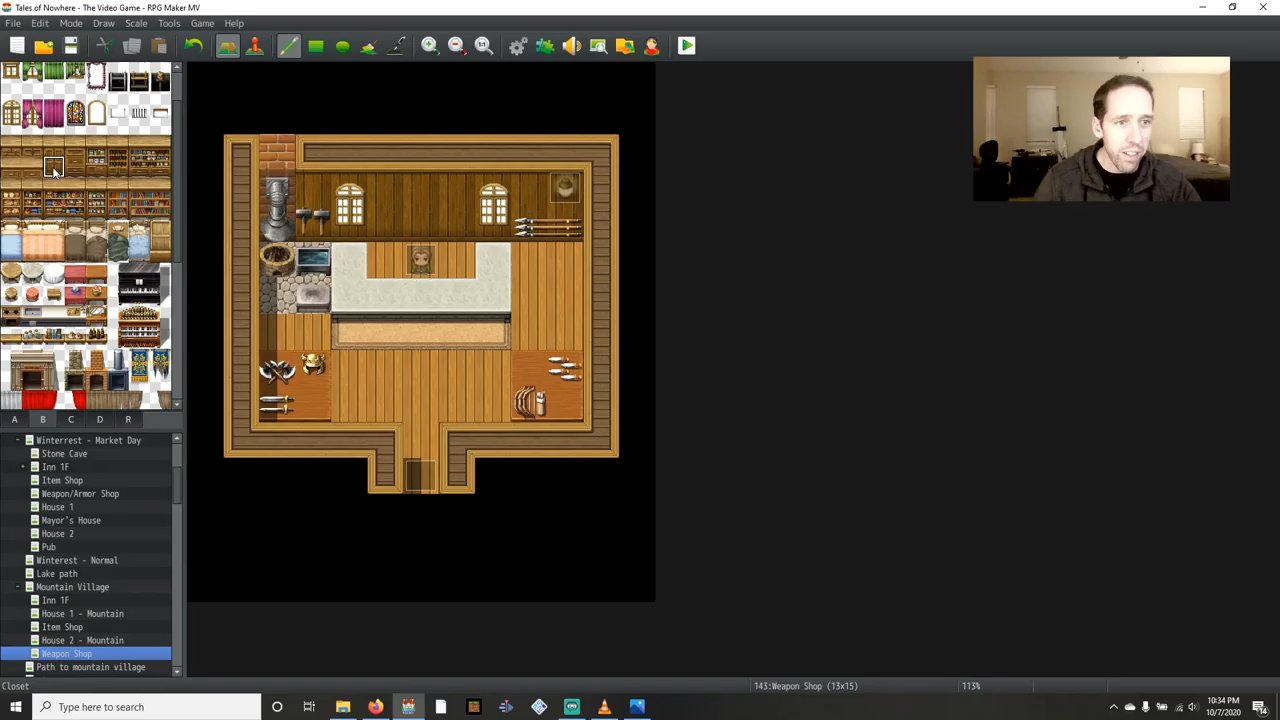 Tales of Nowhere - The Video Game - RPG Maker MV
File Edit Mode Draw Scale Tools Game Help
1:1
A B C D R
Winterrest - Market Day
Stone Cave
Inn 1F
Item Shop
Weapon/Armor Shop
House 1
Mayor's House
House 2
Pub
Winterest - Normal
Lake path
Mountain Village
Inn 1F
House 1 - Mountain
Item Shop
House 2 - Mountain
Weapon Shop
Path to mountain village
Closet
143:Weapon Shop (13x15)
113%
Type here to search
10:34 PM
10/7/2020